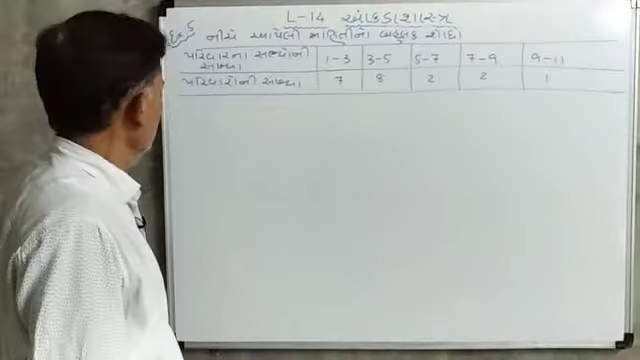 L-14 આંકડાશાસ્ત્ર
નીચે આપેલી માહિતીના બહુલક શોધો
પરિવારના સભ્યોની સંખ્યા 1-3 3-5 5-7 7-9 9-11
પરિવારોની સંખ્યા 7 8 2 2 1